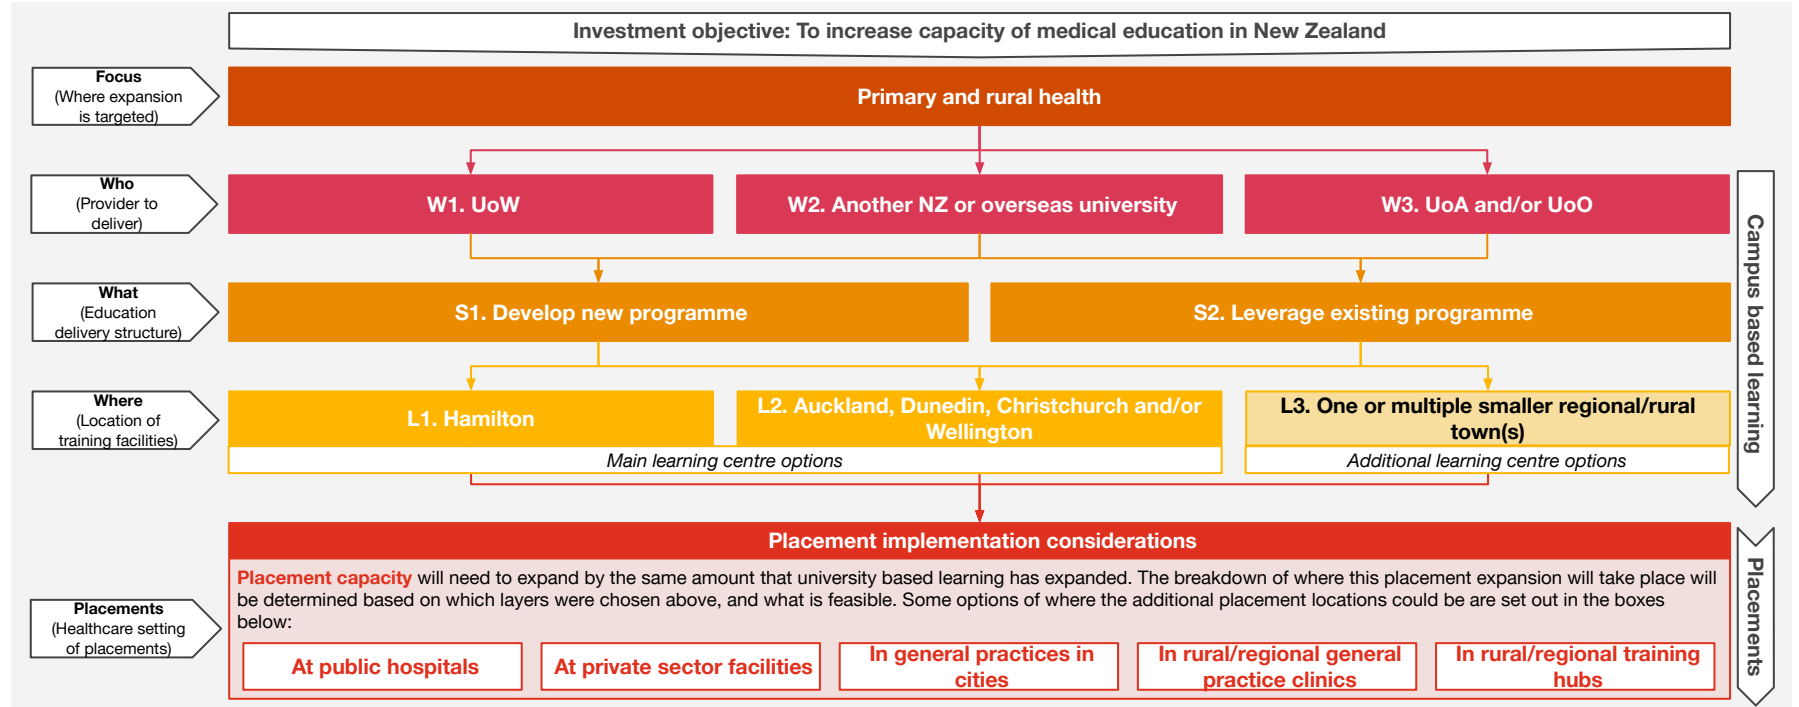 Investment objective: To increase capacity of medical education in New Zealand
Focus
(Where expansion
is targeted)
Primary and rural health
Who
(Provider to
deliver)
W1. UoW
W2. Another NZ or overseas university
W3. UoA and/or UoO
What
(Education
delivery structure)
S1. Develop new programme
S2. Leverage existing programme
Where
(Location of
training facilities)
L1. Hamilton
L2. Auckland, Dunedin, Christchurch and/or
Wellington
L3. One or multiple smaller regional/rural
town(s)
Main learning centre options
Additional learning centre options
Campus based learning
Placements
(Healthcare setting
of placements)
Placement implementation considerations
Placement capacity will need to expand by the same amount that university based learning has expanded. The breakdown of where this placement expansion will take place will
be determined based on which layers were chosen above, and what is feasible. Some options of where the additional placement locations could be are set out in the boxes
below:
At public hospitals
At private sector facilities
In general practices in
cities
In rural/regional general
practice clinics
In rural/regional training
hubs
Placements